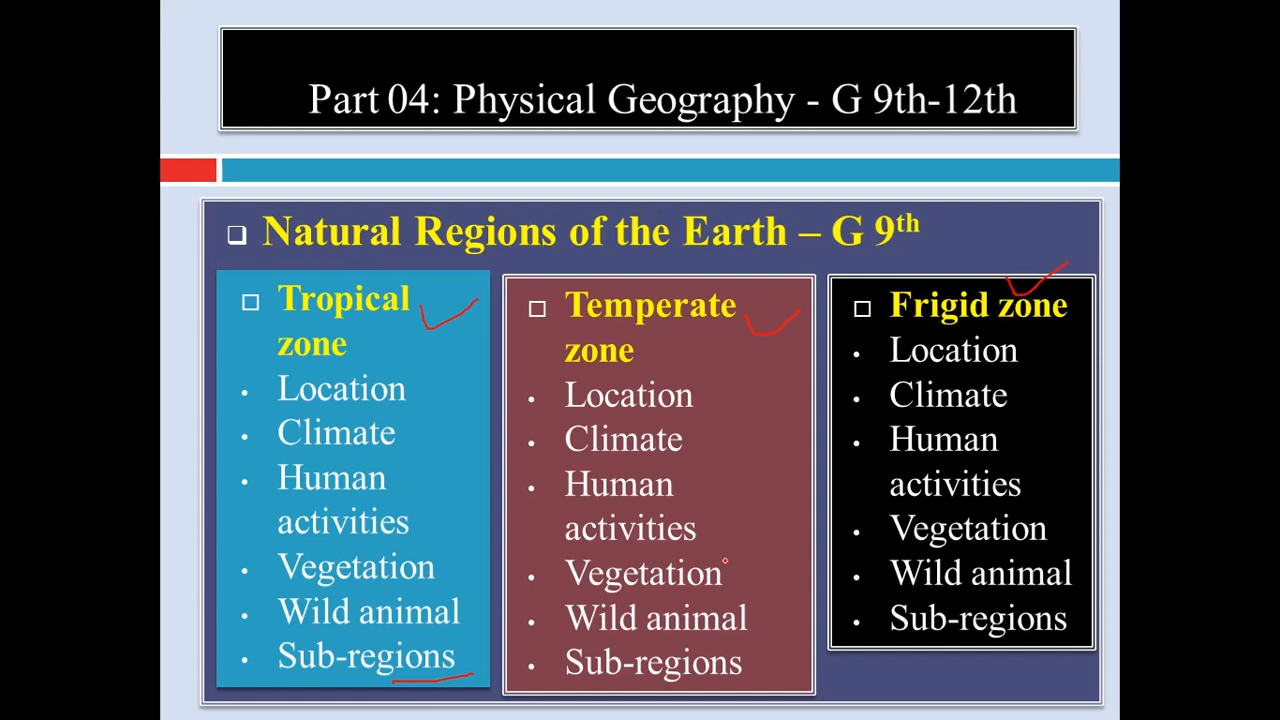 Part 04: Physical Geography - G 9th-12th
Natural Regions of the Earth – G 9th
Tropical
zone
Location
Climate
Human
activities
Vegetation
Wild animal
Sub-regions
Temperate
zone
Location
Climate
Human
activities
Vegetation
Wild animal
Sub-regions
Frigid zone
Location
Climate
Human
activities
Vegetation
Wild animal
Sub-regions